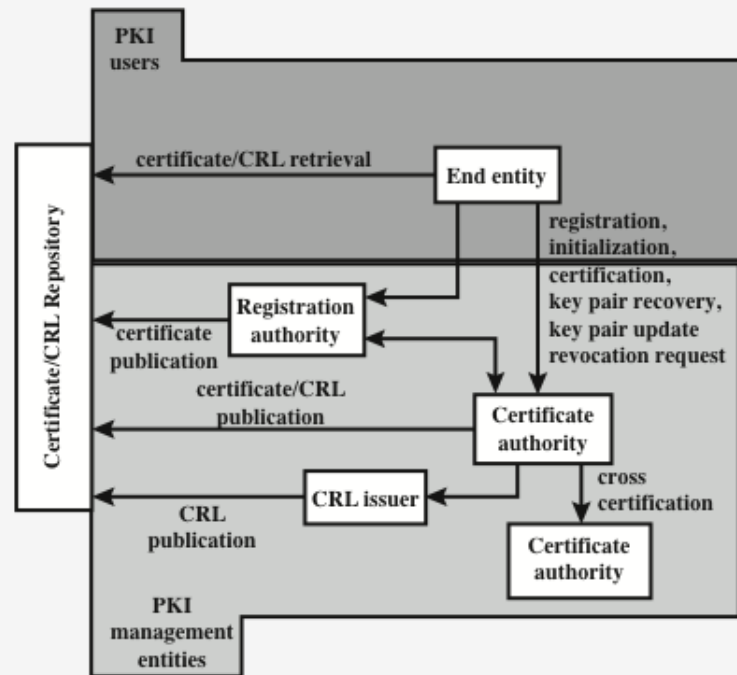 PKI
users
certificate/CRL retrieval
End entity
registration,
initialization,
certification,
key pair recovery,
key pair update
revocation request
Certificate/CRL Repository
Registration
authority
certificate
publication
certificate/CRL
publication
Certificate
authority
CRL issuer
CRL
publication
cross
certification
Certificate
authority
PKI
management
entities